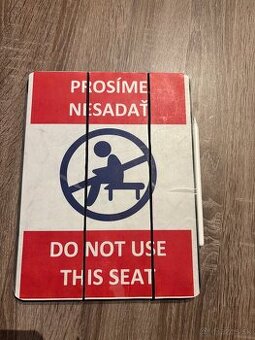 PROSÍME
NESADAŤ
DO NOT USE
THIS SEAT